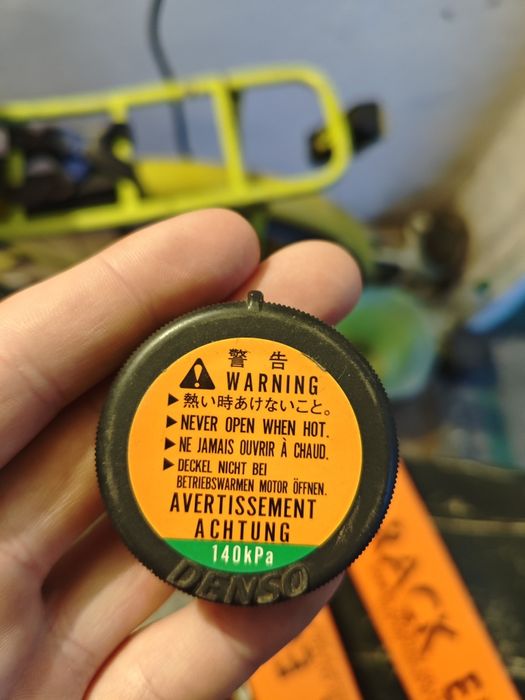 警告
WARNING
▶熱い時あけないこと。
▶NEVER OPEN WHEN HOT.
▶NE JAMAIS OUVRIR À CHAUD.
▶DECKEL NICHT BEI
BETRIEBSWARMEN MOTOR ÖFFNEN.
AVERTISSEMENT
ACHTUNG
140kPa
DENSO
RACK E
E